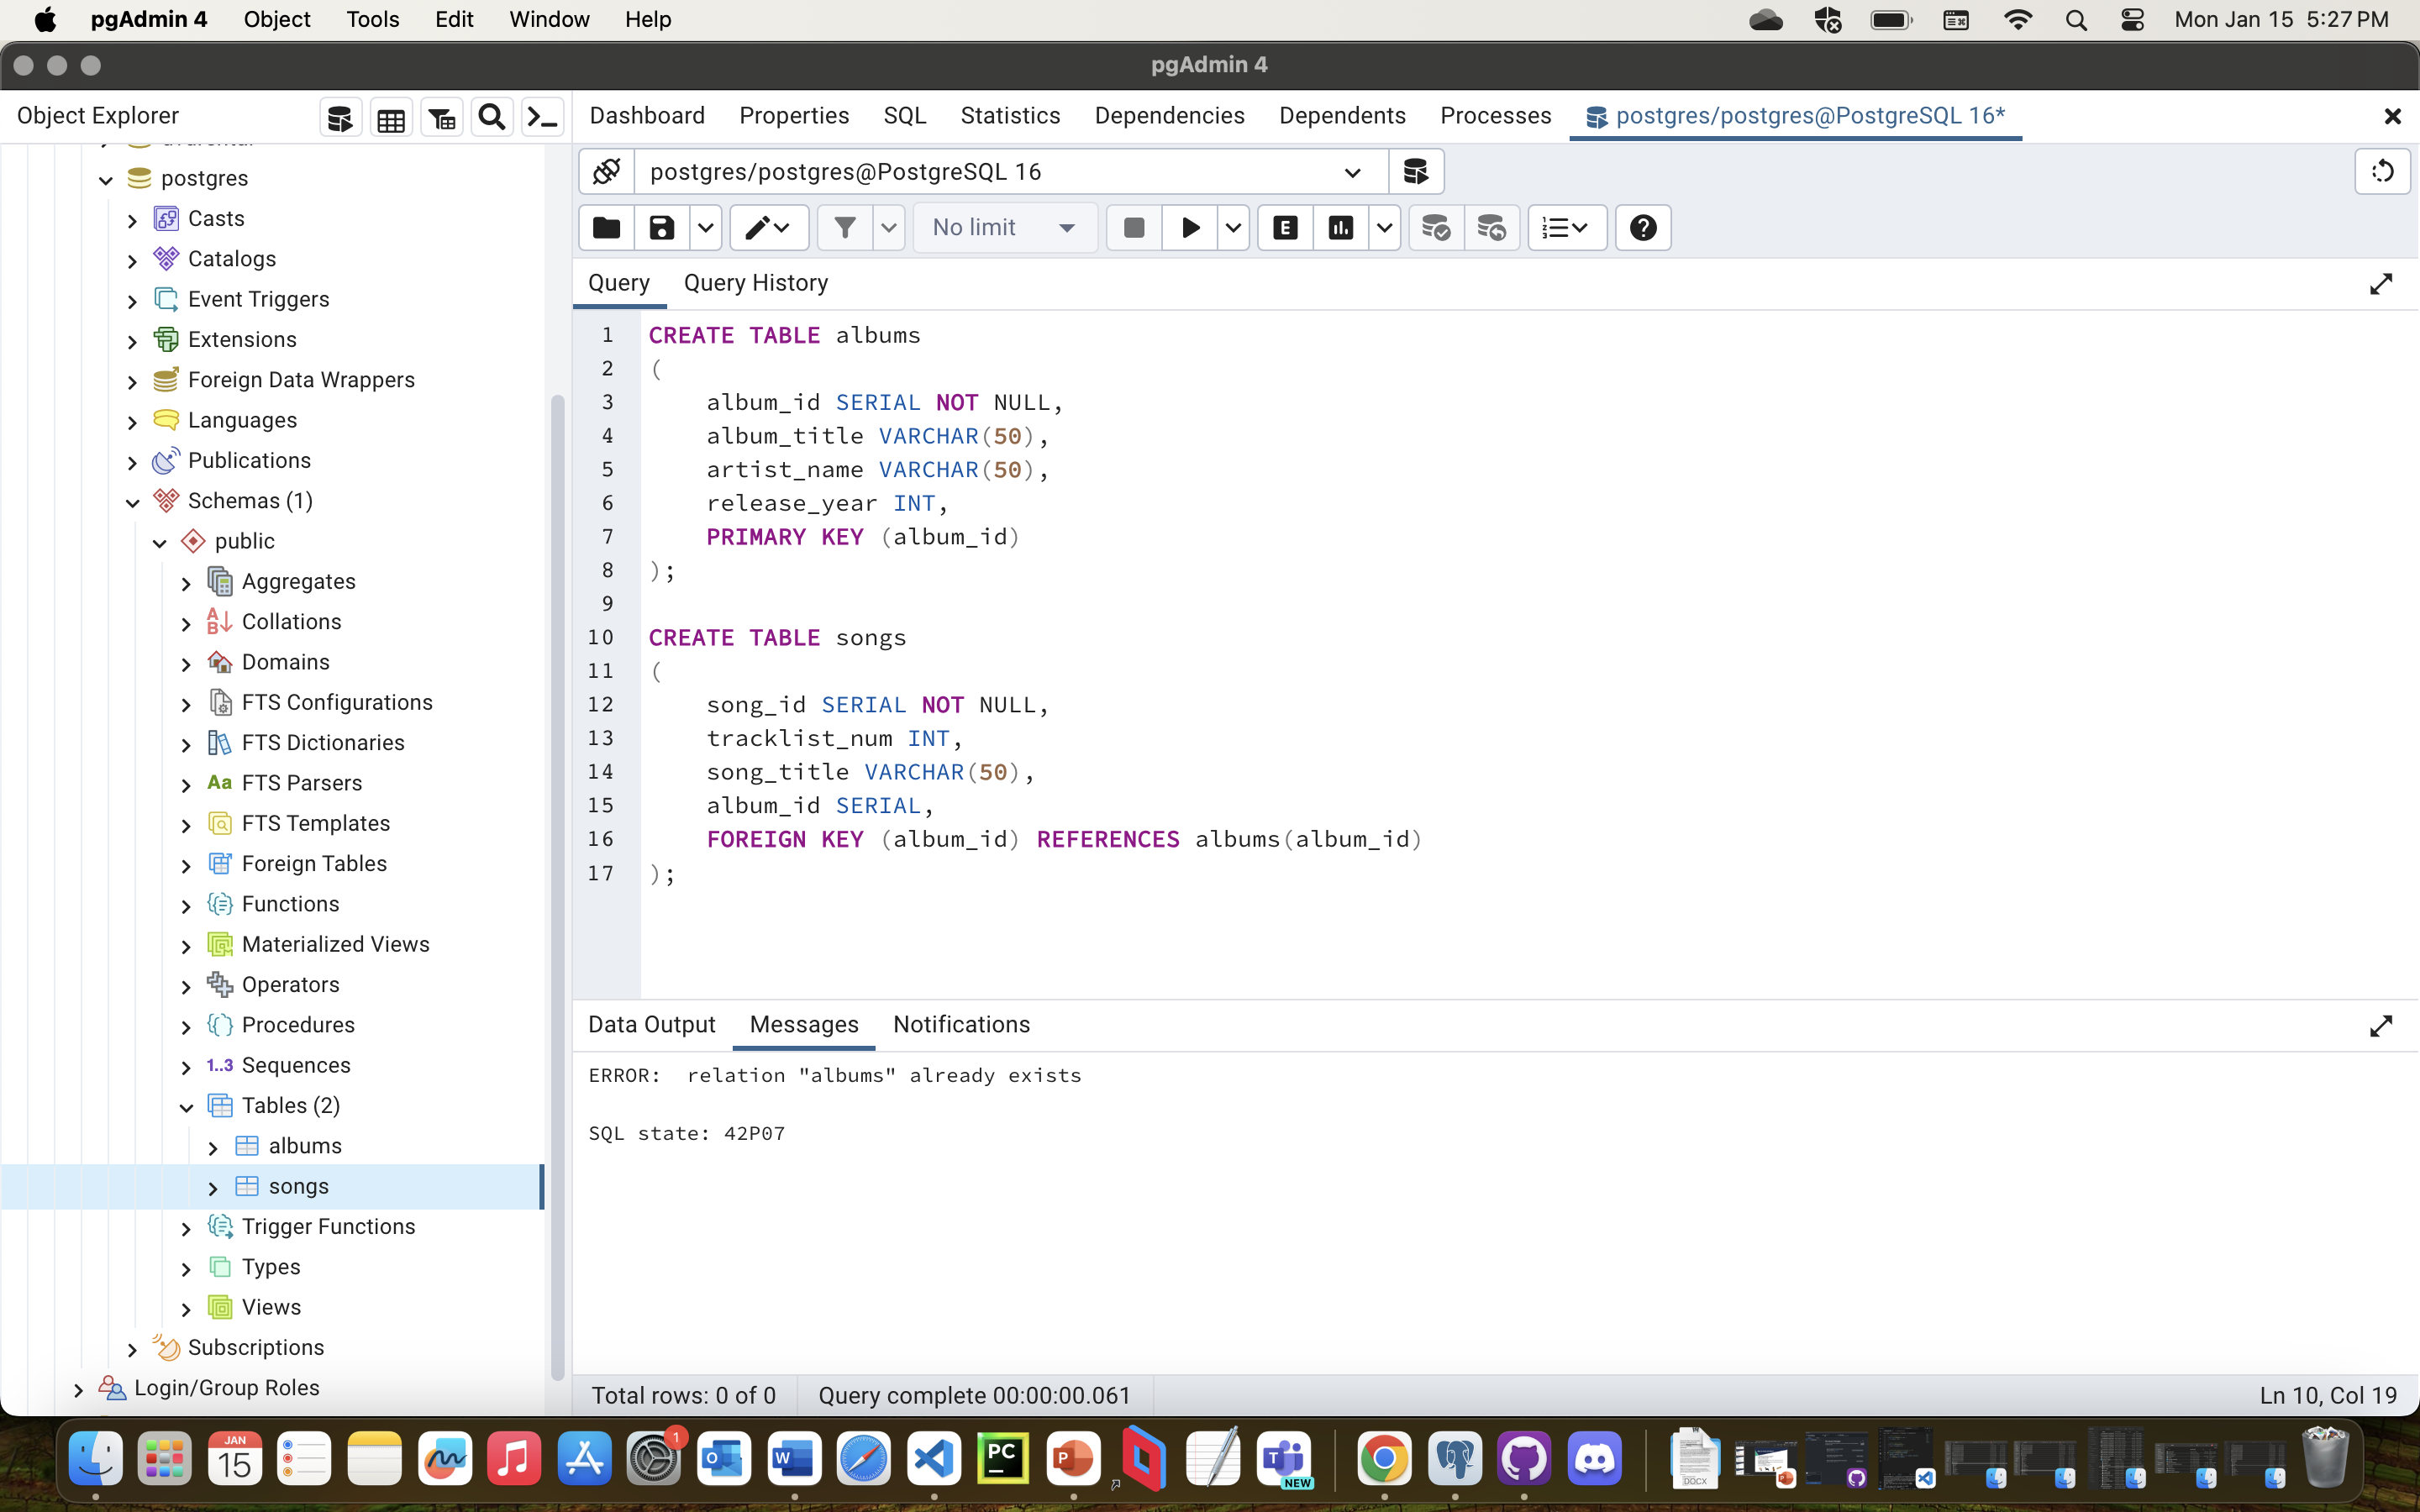 pgAdmin 4 Object Tools Edit Window Help Mon Jan 15 5:27 PM
pgAdmin 4
Object Explorer
Dashboard Properties SQL Statistics Dependencies Dependents Processes postgres/postgres@PostgreSQL 16*
postgres
Casts
Catalogs
Event Triggers
Extensions
Foreign Data Wrappers
Languages
Publications
Schemas (1)
public
Aggregates
Collations
Domains
FTS Configurations
FTS Dictionaries
Aa FTS Parsers
FTS Templates
Foreign Tables
Functions
Materialized Views
Operators
Procedures
1..3 Sequences
Tables (2)
albums
songs
Trigger Functions
Types
Views
Subscriptions
Login/Group Roles
postgres/postgres@PostgreSQL 16
No limit
E
Query Query History
1 CREATE TABLE albums
2 (
3 album_id SERIAL NOT NULL,
4 album_title VARCHAR(50),
5 artist_name VARCHAR(50),
6 release_year INT,
7 PRIMARY KEY (album_id)
8 );
9
10 CREATE TABLE songs
11 (
12 song_id SERIAL NOT NULL,
13 tracklist_num INT,
14 song_title VARCHAR(50),
15 album_id SERIAL,
16 FOREIGN KEY (album_id) REFERENCES albums(album_id)
17 );
Data Output Messages Notifications
ERROR: relation "albums" already exists
SQL state: 42P07
Total rows: 0 of 0 Query complete 00:00:00.061 Ln 10, Col 19
JAN
15
1
PC
NEW
DOCX